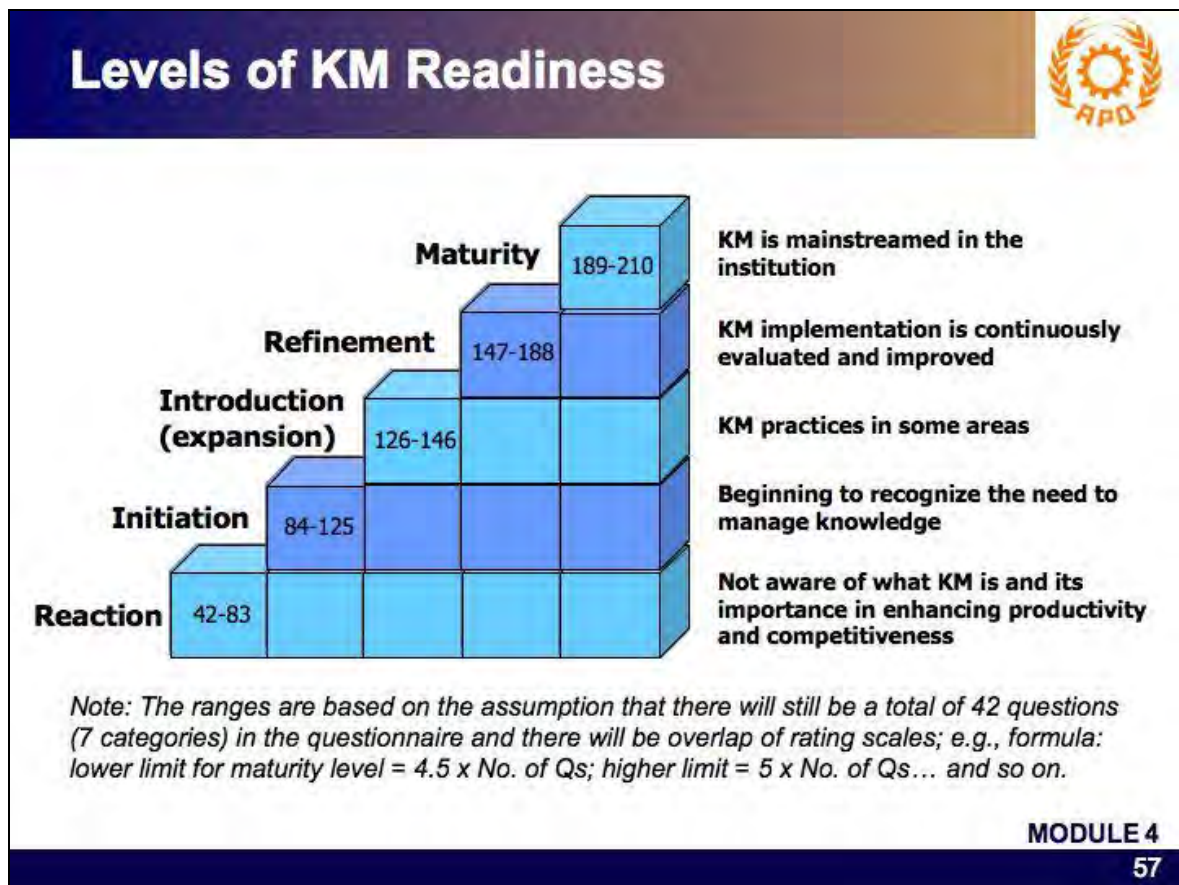 Levels of KM Readiness
APO
Maturity
189-210
KM is mainstreamed in the
institution
Refinement
147-188
KM implementation is continuously
evaluated and improved
Introduction
(expansion)
126-146
KM practices in some areas
Initiation
84-125
Beginning to recognize the need to
manage knowledge
Reaction
42-83
Not aware of what KM is and its
importance in enhancing productivity
and competitiveness
Note: The ranges are based on the assumption that there will still be a total of 42 questions
(7 categories) in the questionnaire and there will be overlap of rating scales; e.g., formula:
lower limit for maturity level = 4.5 x No. of Qs; higher limit = 5 x No. of Qs… and so on.
MODULE 4
57